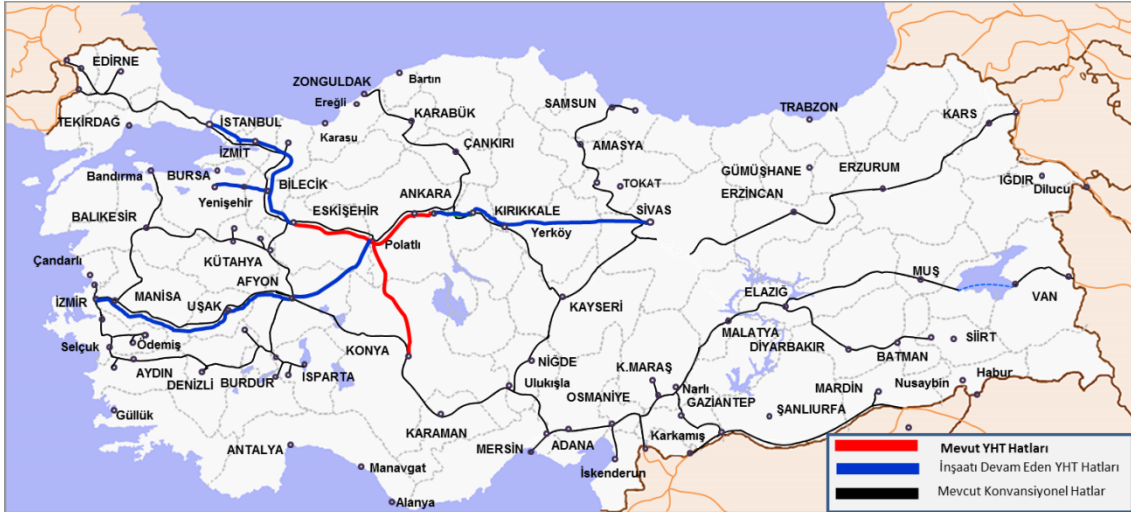 EDİRNE
ZONGULDAK
Bartın
Ereğli
KARABÜK
SAMSUN
TRABZON
KARS
TEKİRDAĞ
İSTANBUL
Karasu
İZMİT
ÇANKIRI
AMASYA
GÜMÜŞHANE
ERZURUM
Bandırma
BURSA
BİLECİK
ANKARA
TOKAT
ERZİNCAN
IĞDIR
Dilucu
Yenişehir
ESKİŞEHİR
KIRIKKALE
SİVAS
BALIKESİR
Yerköy
Polatlı
KÜTAHYA
Çandarlı
AFYON
MUŞ
İZMİR
MANİSA
UŞAK
KAYSERİ
ELAZIĞ
VAN
MALATYA
Ödemiş
Selçuk
KONYA
DİYARBAKIR
BATMAN
SİİRT
AYDIN
DENİZLİ
BURDUR
ISPARTA
NİĞDE
K.MARAŞ
Ulukışla
Narlı
MARDİN
Nusaybin
Habur
OSMANİYE
GAZİANTEP
Güllük
ŞANLIURFA
KARAMAN
ANTALYA
MERSİN
ADANA
Karkamış
Manavgat
İskenderun
Alanya
Mevut YHT Hatları
İnşaatı Devam Eden YHT Hatları
Mevcut Konvansiyonel Hatlar